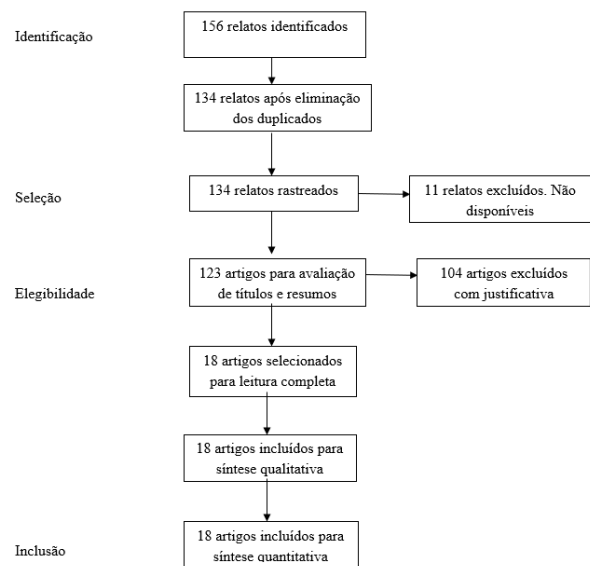 Identificação
156 relatos identificados
134 relatos após eliminação
dos duplicados
Seleção
134 relatos rastreados
11 relatos excluídos. Não
disponíveis
Elegibilidade
123 artigos para avaliação
de títulos e resumos
104 artigos excluídos
com justificativa
18 artigos selecionados
para leitura completa
18 artigos incluídos para
síntese qualitativa
Inclusão
18 artigos incluídos para
síntese quantitativa